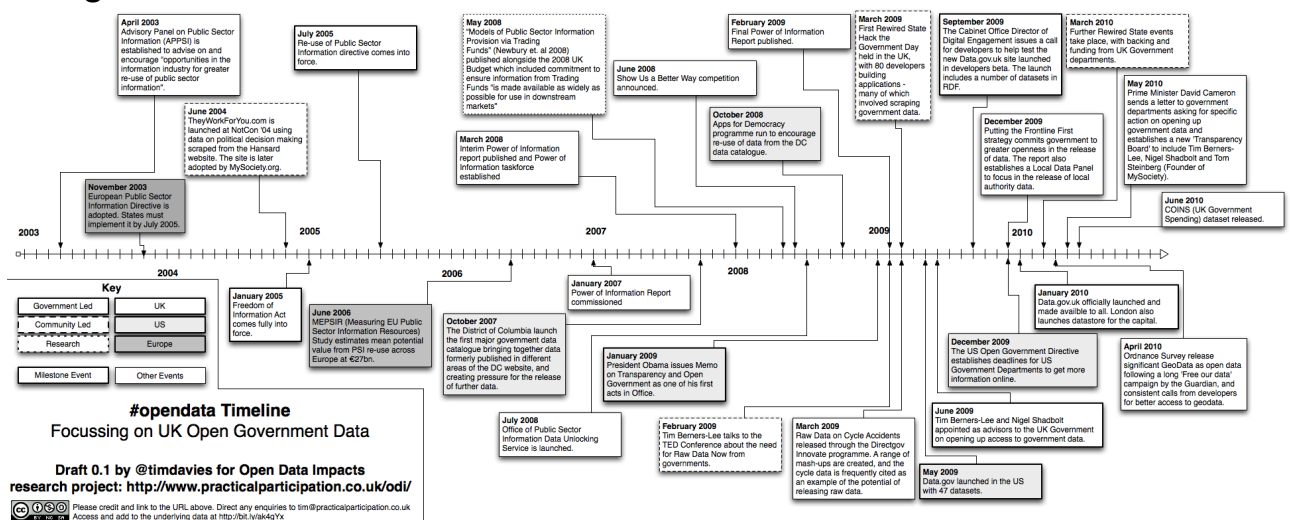 April 2003
Advisory Panel on Public Sector
Information (APPSI) is
established to advise on and
encourage "opportunities in the
information industry for greater
re-use of public sector
information".
July 2005
Re-use of Public Sector
Information directive comes into
force.
May 2008
"Models of Public Sector
Information Provision via Trading
Funds" (Newbury et. al 2008)
published alongside the 2008 UK
Budget which included commitment to
ensure information from Trading
Funds "is made available as widely as
possible for use in downstream
markets"
June 2008
Show Us a Better Way competition
announced.
February 2009
Final Power of Information
Report published.
March 2009
First Rewired State
Hack the
Government Day
held in the UK,
with 80 developers
building
applications -
many of which
involved scraping
government data.
September 2009
The Cabinet Office Director of
Digital Engagement issues a call
for developers to help test the
new Data.gov.uk site launched
in developers beta. The launch
includes a number of datasets in
RDF.
March 2010
Further Rewired State events
take place, with backing and
funding from UK Government
departments.
June 2004
TheyWorkForYou.com is
launched at NotCon '04 using
data on political decision making
scraped from the Hansard
website. The site is later
adopted by MySociety.org.
March 2008
Interim Power of Information
report published and Power of
Information taskforce
established
October 2008
Apps for Democracy
programme run to encourage
re-use of data from the DC
data catalogue.
December 2009
Putting the Frontline First
strategy commits government to
greater openness in the release
of data. The report also
establishes a Local Data Panel
to focus in the release of local
authority data.
May 2010
Prime Minister David Cameron
sends a letter to government
departments asking for specific
action on opening up
government data and
establishes a new 'Transparency
Board' to include Tim Berners-
Lee, Nigel Shadbolt and Tom
Steinberg (Founder of
MySociety).
November 2003
European Public Sector
Information Directive is
adopted. States must
implement it by July 2005.
June 2010
COINS (UK Government
Spending) dataset released.
2003
2005
2007
2009
2010
2004
2006
2008
Key
Government Led
UK
Community Led
US
Research
Europe
Milestone Event
Other Events
January 2005
Freedom of
Information Act
comes fully into
force.
June 2006
MEPSIR (Measuring EU Public
Sector Information Resources)
Study estimates mean potential
value from PSI re-use across
Europe at €27bn.
October 2007
The District of Columbia launch
the first major government data
catalogue bringing together data
formerly published in different
areas of the DC website, and
creating pressure for the release
of further data.
January 2007
Power of Information Report
commissioned
January 2009
President Obama issues Memo
on Transparency and Open
Government as one of his first
acts in Office.
July 2008
Office of Public Sector
Information Data Unlocking
Service is launched.
February 2009
Tim Berners-Lee talks to the
TED Conference about the need
for Raw Data Now from
governments.
March 2009
Raw Data on Cycle Accidents
released through the Directgov
Innovate programme. A range of
mash-ups are created, and the
cycle data is frequently cited as
an example of the potential of
releasing raw data.
January 2010
Data.gov.uk officially launched and
made availble to all. London also
launches datastore for the capital.
December 2009
The US Open Government Directive
establishes deadlines for US
Government Departments to get more
information online.
June 2009
Tim Berners-Lee and Nigel Shadbolt
appointed as advisors to the UK Government
on opening up access to government data.
May 2009
Data.gov launched in the US
with 47 datasets.
April 2010
Ordnance Survey release
significant GeoData as open data
following a long 'Free our data'
campaign by the Guardian, and
consistent calls from developers
for better access to geodata.
#opendata Timeline
Focussing on UK Open Government Data
Draft 0.1 by @timdavies for Open Data Impacts
research project: http://www.practicalparticipation.co.uk/odi/
cc BY NC SA
Please credit and link to the URL above. Direct any enquiries to tim@practicalparticipation.co.uk
Access and add to the underlying data at http://bit.ly/ak4gYx